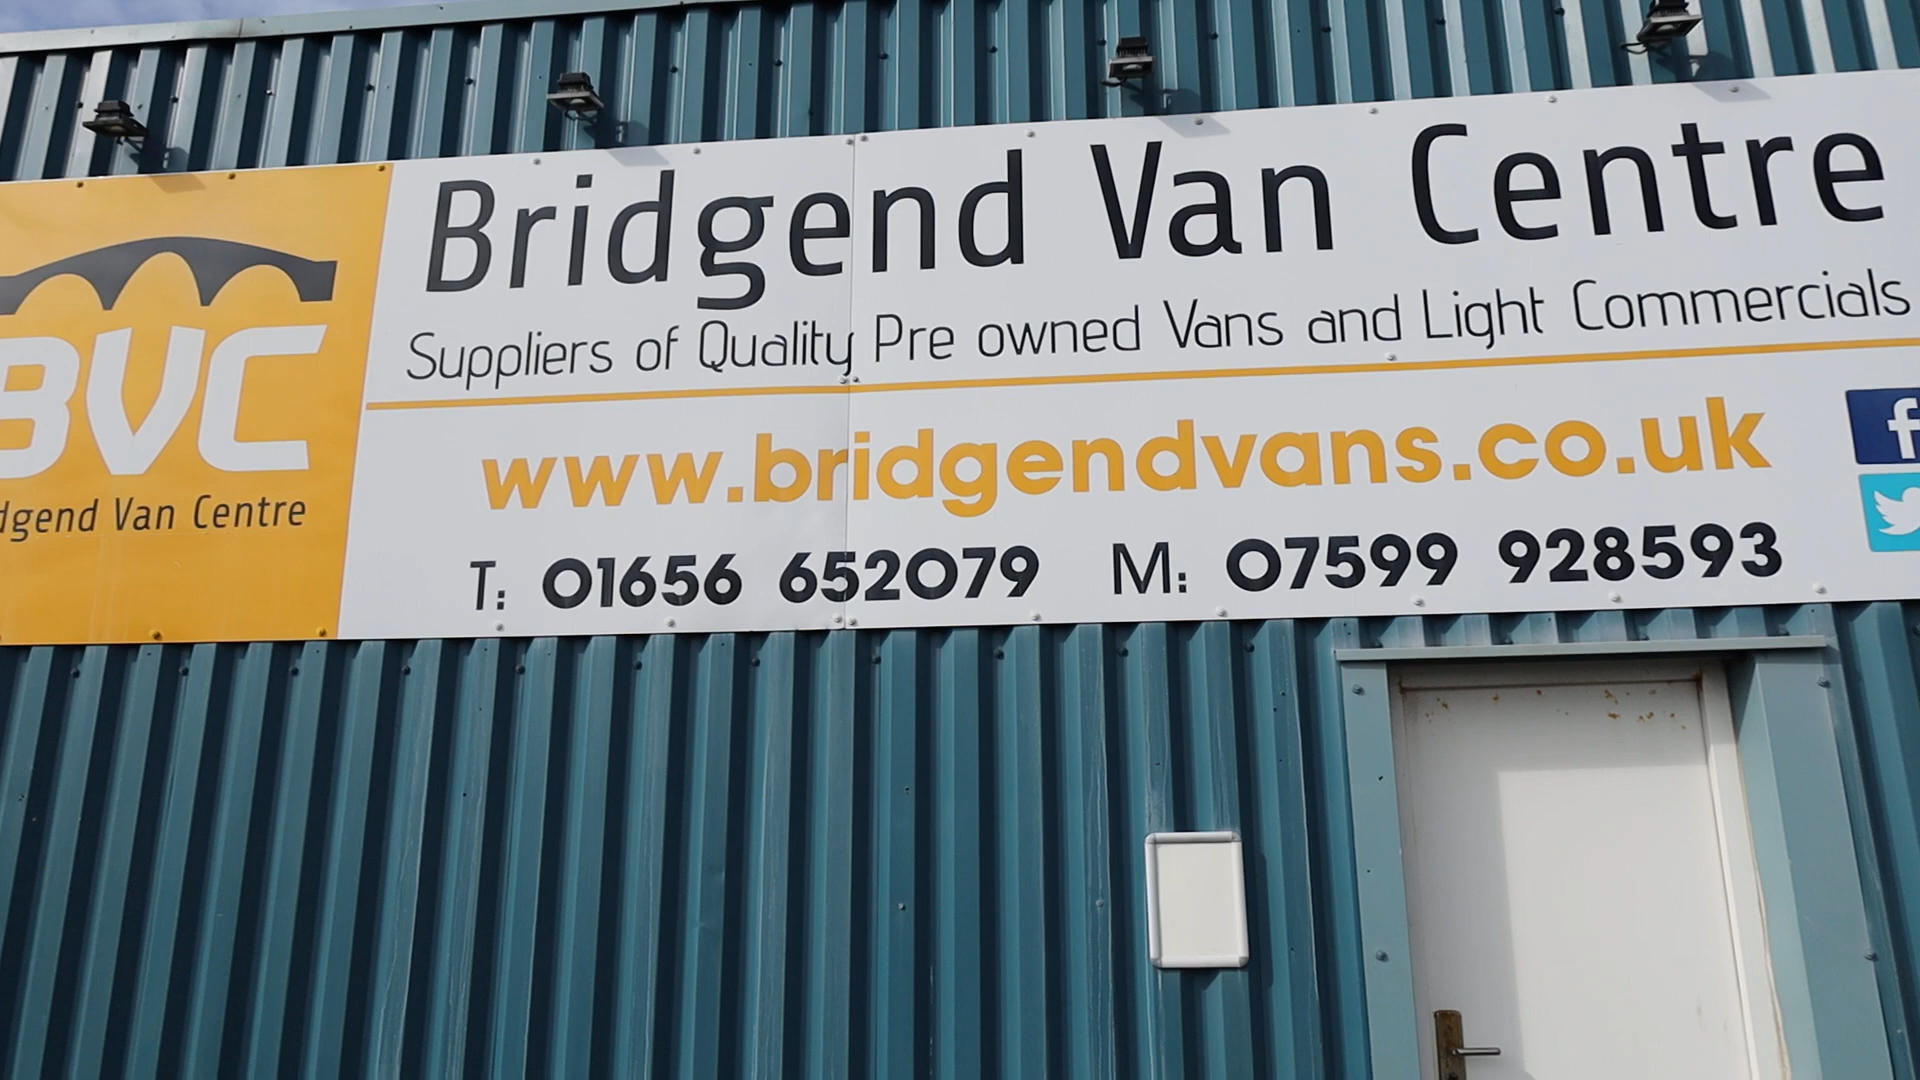 Bridgend Van Centre
Suppliers of Quality Pre owned Vans and Light Commercials
www.bridgendvans.co.uk
T: 01656 652079 M: 07599 928593
BVC
dgend Van Centre
f